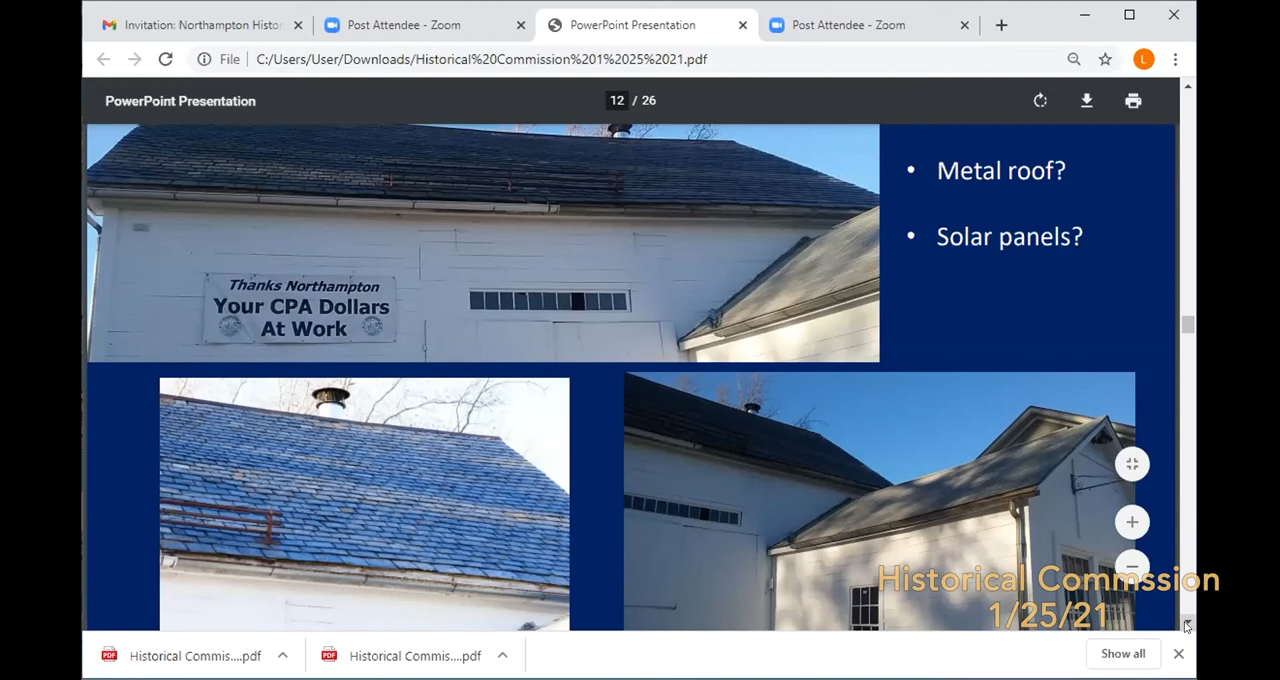 Invitation: Northampton Histor
Post Attendee - Zoom
PowerPoint Presentation
Post Attendee - Zoom
File
C:/Users/User/Downloads/Historical%20Commission%201%2025%2021.pdf
L
PowerPoint Presentation
12 / 26
• Metal roof?
• Solar panels?
Thanks Northampton
Your CPA Dollars
At Work
Historical Commssion
1/25/21
PDF Historical Commis....pdf
PDF Historical Commis....pdf
Show all